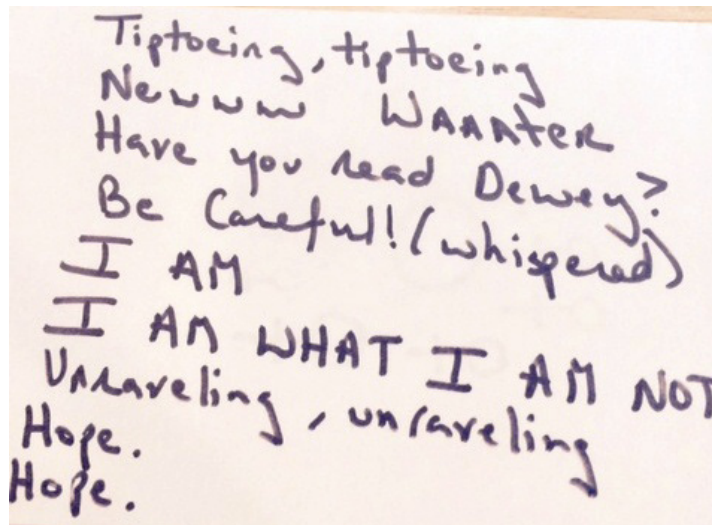 Tiptoeing, tiptoeing
Newwww WAAATER
Have you read Dewey?
Be Careful! (whispered)
I AM
I AM WHAT I AM NOT
Unraveling, unraveling
Hope.
Hope.